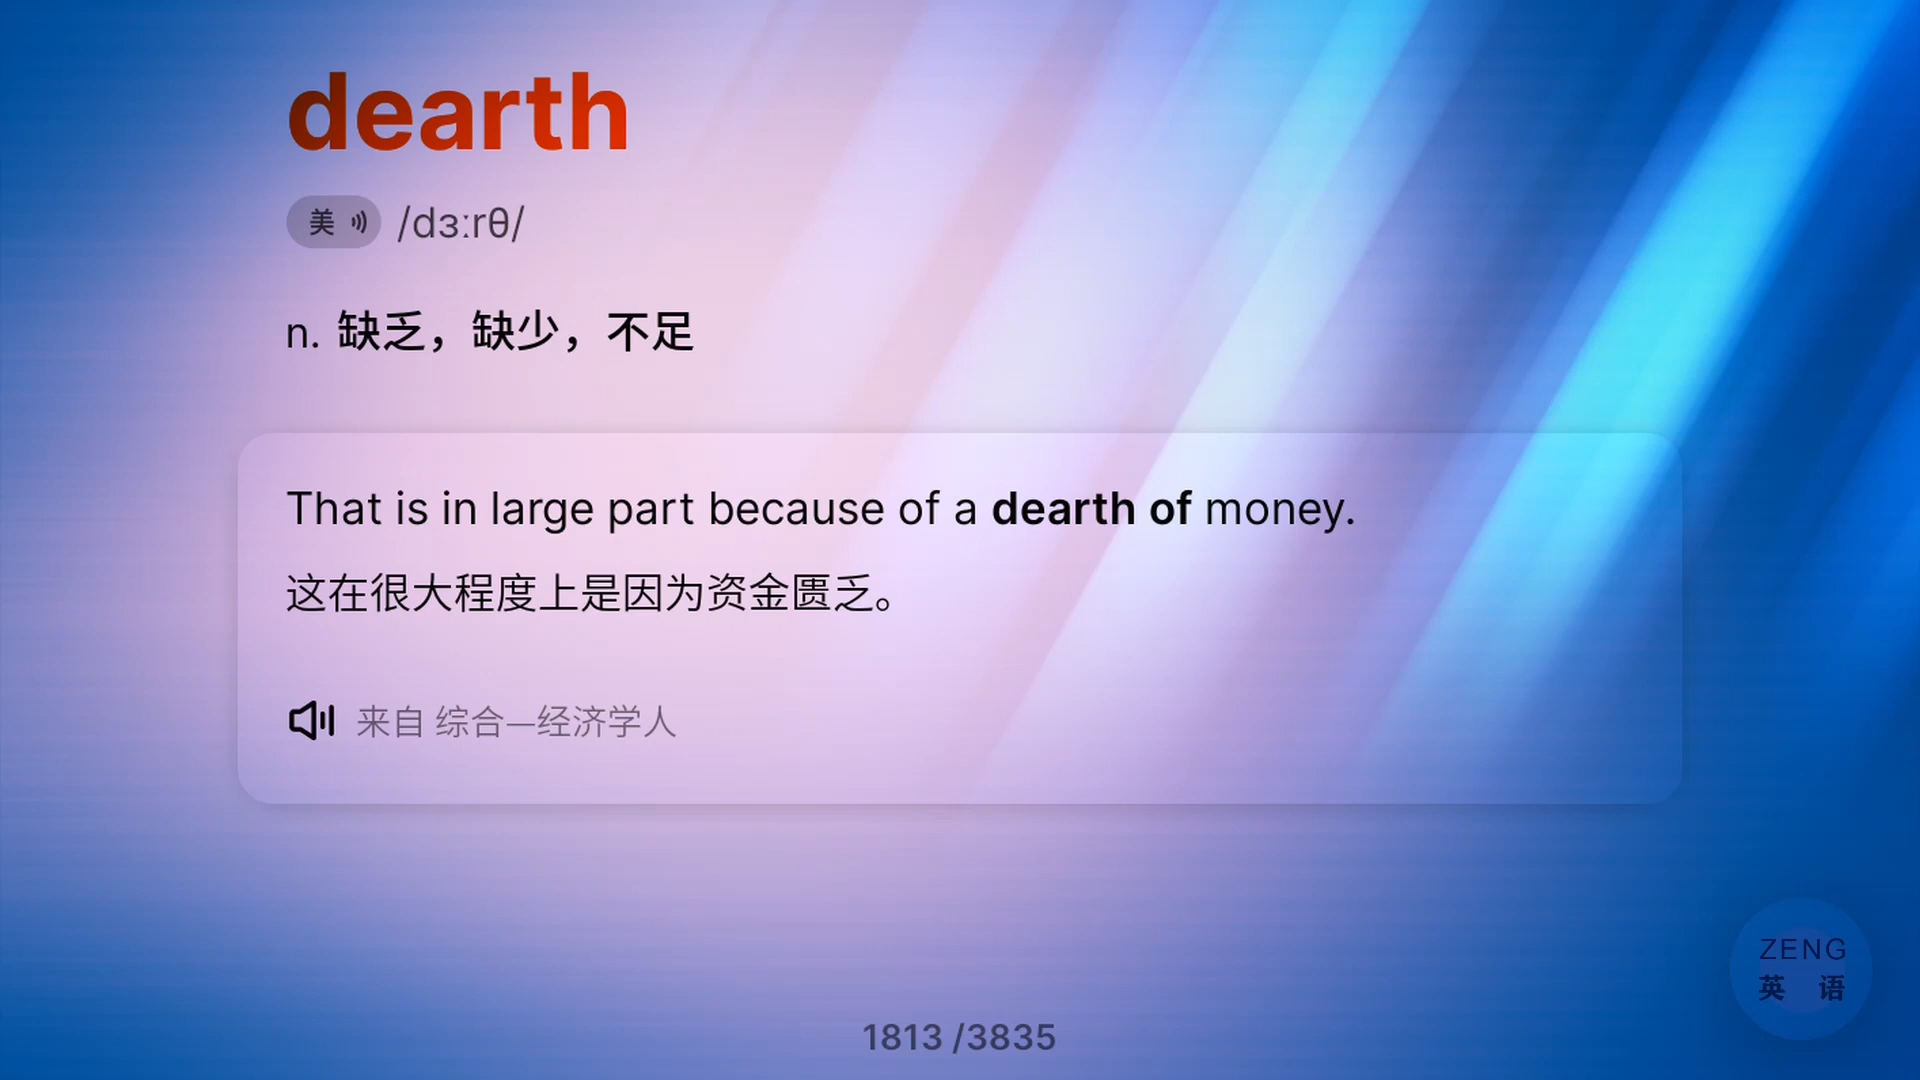 dearth
美 /dɜːrθ/
n. 缺乏，缺少，不足
That is in large part because of a dearth of money.
这在很大程度上是因为资金匮乏。
来自 综合—经济学人
ZENG
英 语
1813 /3835